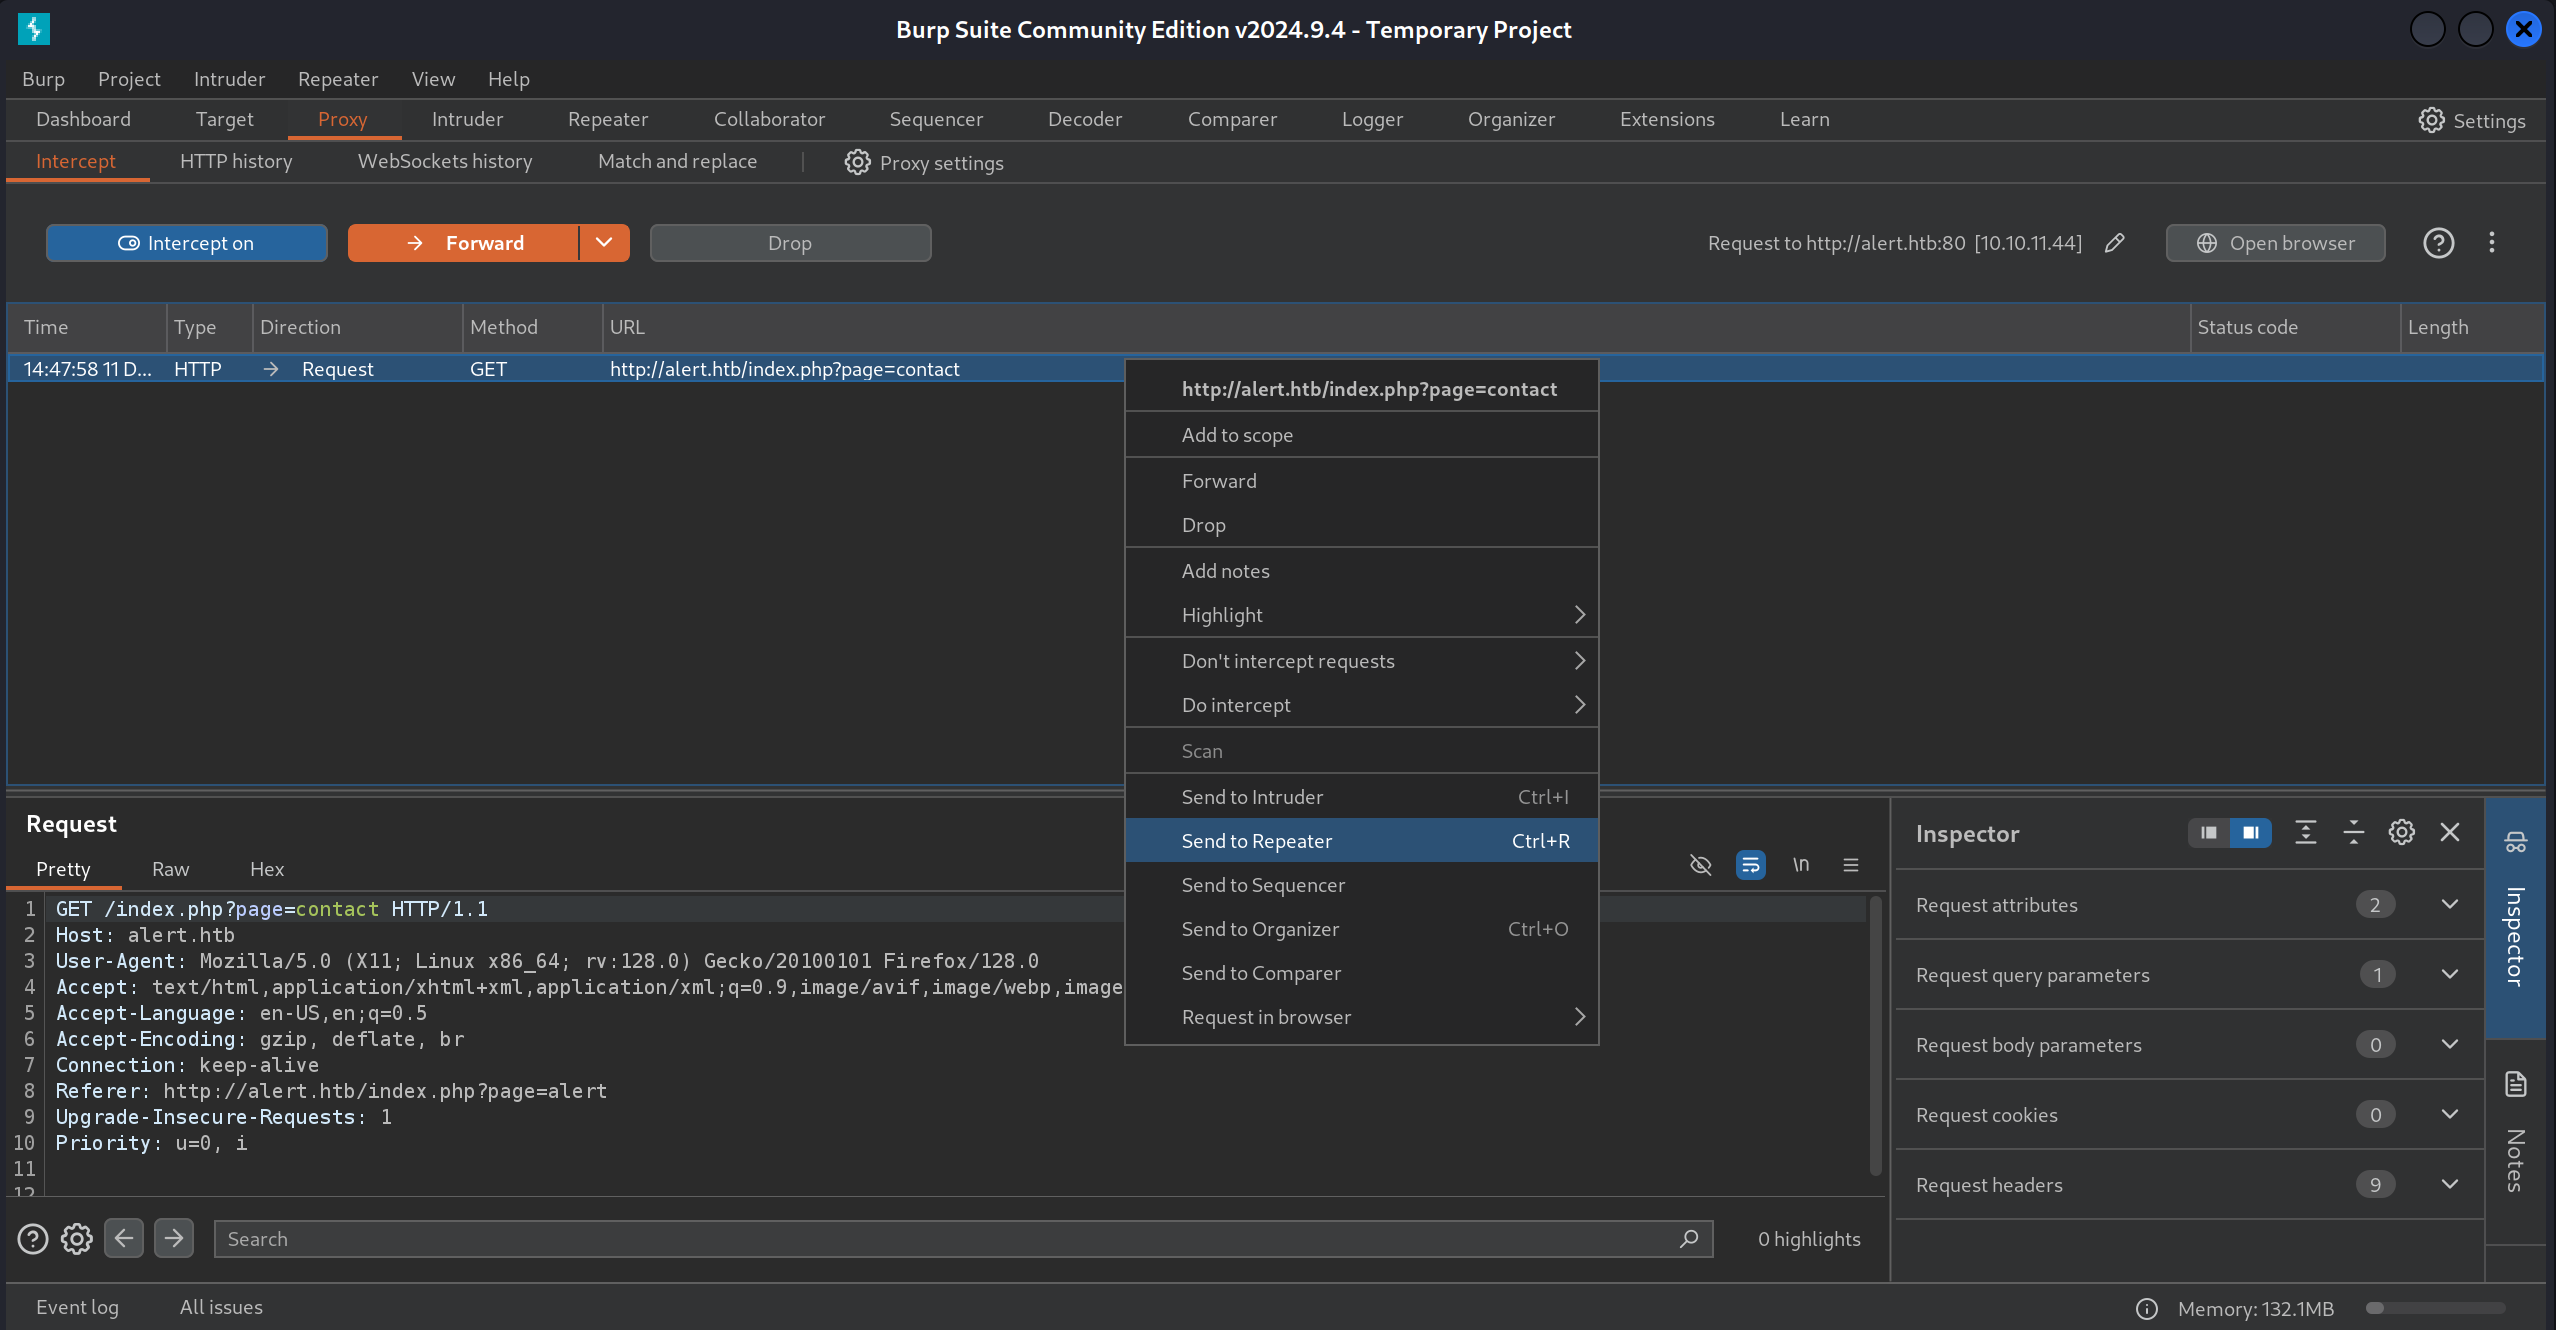 Burp Suite Community Edition v2024.9.4 - Temporary Project
Burp Project Intruder Repeater View Help
Dashboard Target Proxy Intruder Repeater Collaborator Sequencer Decoder Comparer Logger Organizer Extensions Learn Settings
Intercept HTTP history WebSockets history Match and replace Proxy settings
Intercept on Forward Drop Request to http://alert.htb:80 [10.10.11.44] Open browser
Time Type Direction Method URL Status code Length
14:47:58 11 D... HTTP Request GET http://alert.htb/index.php?page=contact
http://alert.htb/index.php?page=contact
Add to scope
Forward
Drop
Add notes
Highlight
Don't intercept requests
Do intercept
Scan
Send to Intruder Ctrl+I
Send to Repeater Ctrl+R
Send to Sequencer
Send to Organizer Ctrl+O
Send to Comparer
Request in browser
Request
Pretty Raw Hex
\n
1 GET /index.php?page=contact HTTP/1.1
2 Host: alert.htb
3 User-Agent: Mozilla/5.0 (X11; Linux x86_64; rv:128.0) Gecko/20100101 Firefox/128.0
4 Accept: text/html,application/xhtml+xml,application/xml;q=0.9,image/avif,image/webp,image
5 Accept-Language: en-US,en;q=0.5
6 Accept-Encoding: gzip, deflate, br
7 Connection: keep-alive
8 Referer: http://alert.htb/index.php?page=alert
9 Upgrade-Insecure-Requests: 1
10 Priority: u=0, i
11
12
Search 0 highlights
Inspector
Request attributes 2
Request query parameters 1
Request body parameters 0
Request cookies 0
Request headers 9
Inspector
Notes
Event log All issues Memory: 132.1MB